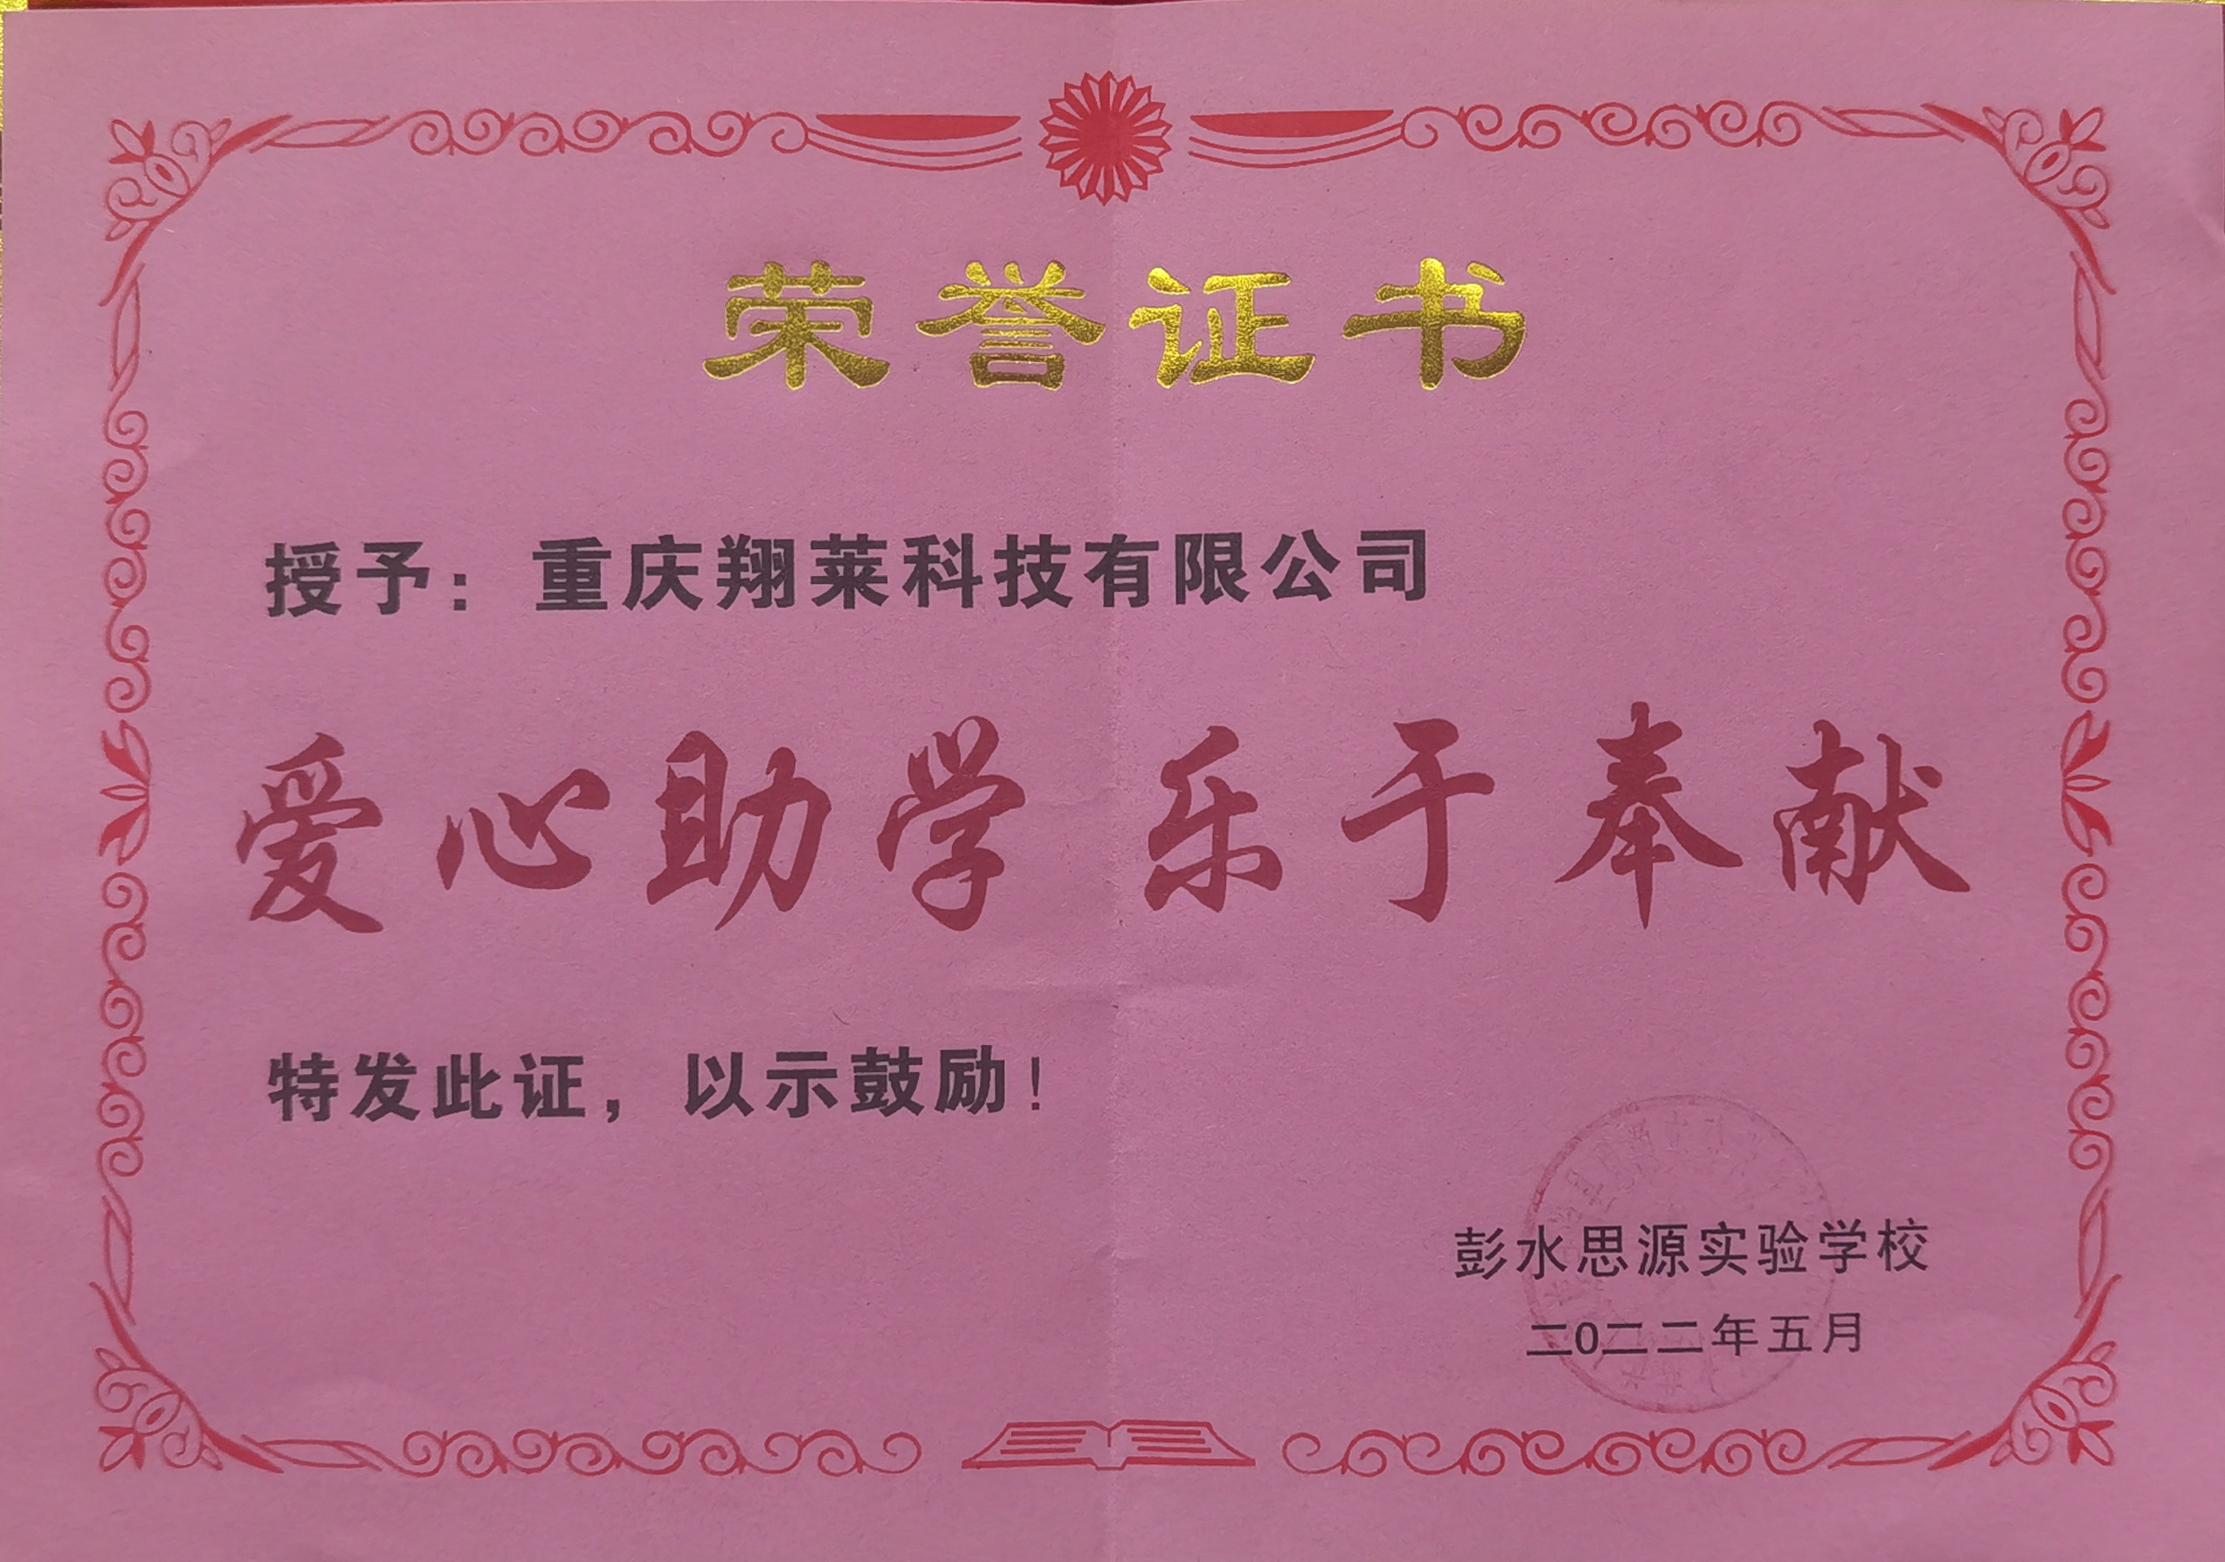 荣誉证书
授予：重庆翔莱科技有限公司
爱心助学 乐于奉献
特发此证，以示鼓励！
彭水思源实验学校
二0二二年五月